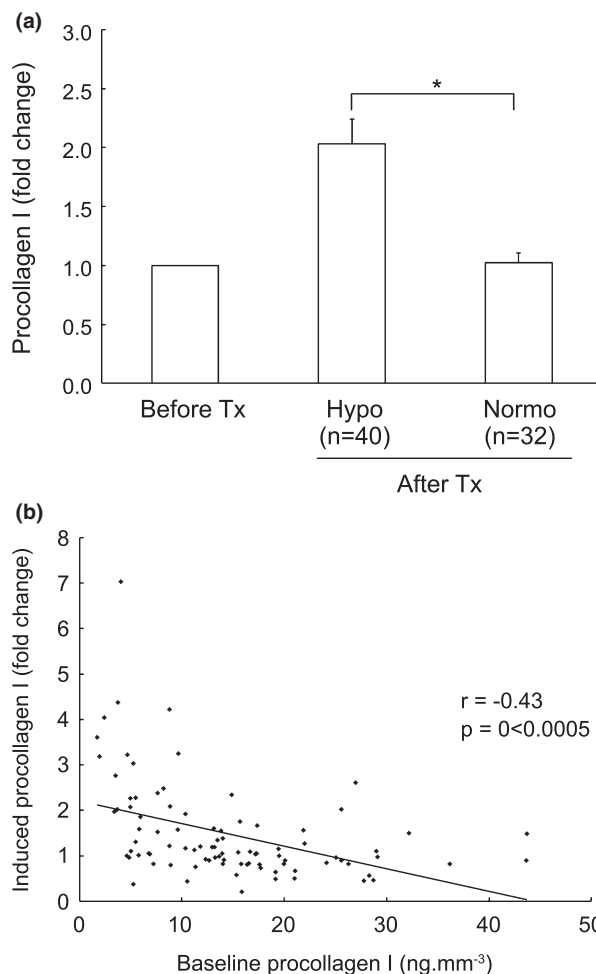 (a)
Procollagen I (fold change)
3.0
2.5
2.0
1.5
1.0
0.5
0.0
*
Before Tx
Hypo
(n=40)
Normo
(n=32)
After Tx
(b)
Induced procollagen I (fold change)
8
7
6
5
4
3
2
1
0
r = -0.43
p = 0<0.0005
0
10
20
30
40
50
Baseline procollagen I (ng.mm⁻³)